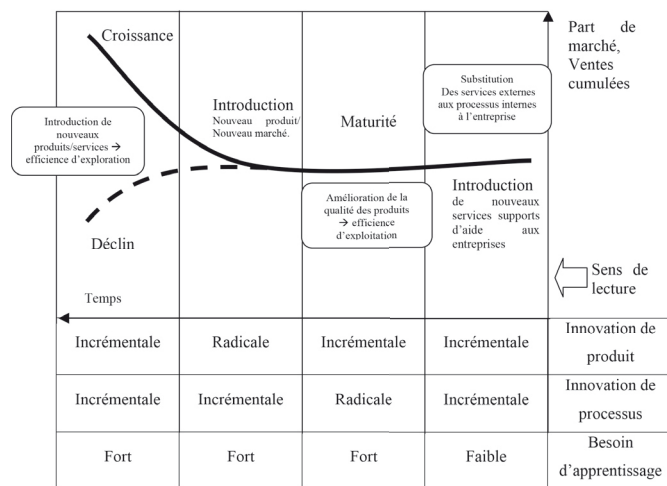 Croissance
Part de
marché,
Ventes
cumulées
Introduction de
nouveaux
produits/services →
efficience d'exploration
Introduction
Nouveau produit/
Nouveau marché.
Maturité
Substitution
Des services externes
aux processus internes
à l'entreprise
Déclin
Amélioration de la
qualité des produits
→ efficience
d'exploitation
Introduction
de nouveaux
services supports
d'aide aux
entreprises
Sens de
lecture
Temps
Incrémentale Radicale Incrémentale Incrémentale Innovation de
produit
Incrémentale Incrémentale Radicale Incrémentale Innovation de
processus
Fort Fort Fort Faible Besoin
d'apprentissage